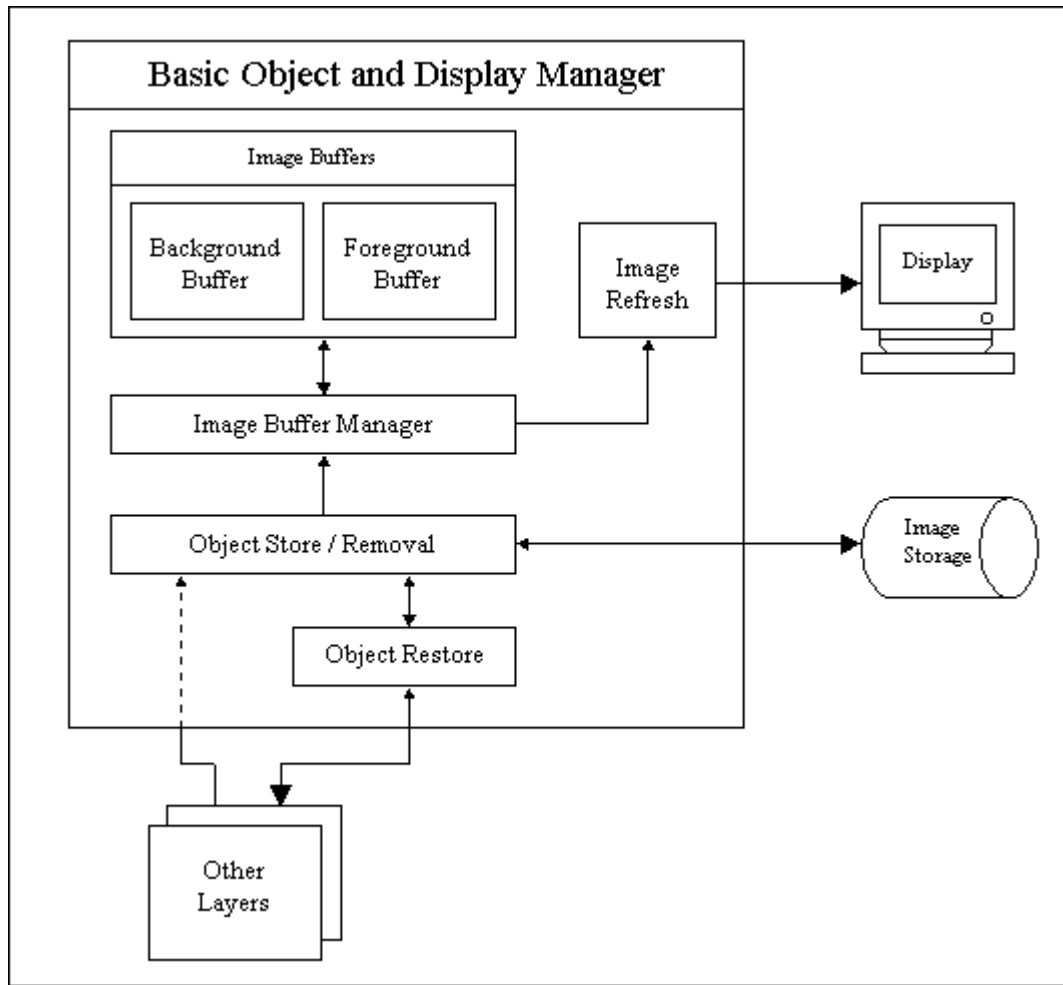 Basic Object and Display Manager
Image Buffers
Background
Buffer
Foreground
Buffer
Image
Refresh
Display
Image Buffer Manager
Object Store / Removal
Image
Storage
Object Restore
Other
Layers